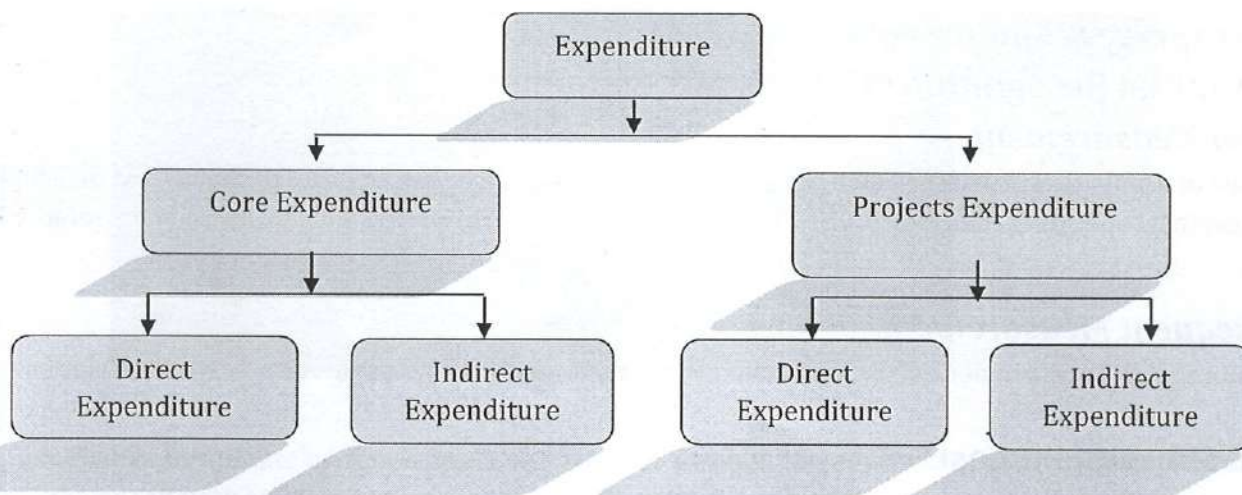 Expenditure
Core Expenditure
Projects Expenditure
Direct
Expenditure
Indirect
Expenditure
Direct
Expenditure
Indirect
Expenditure